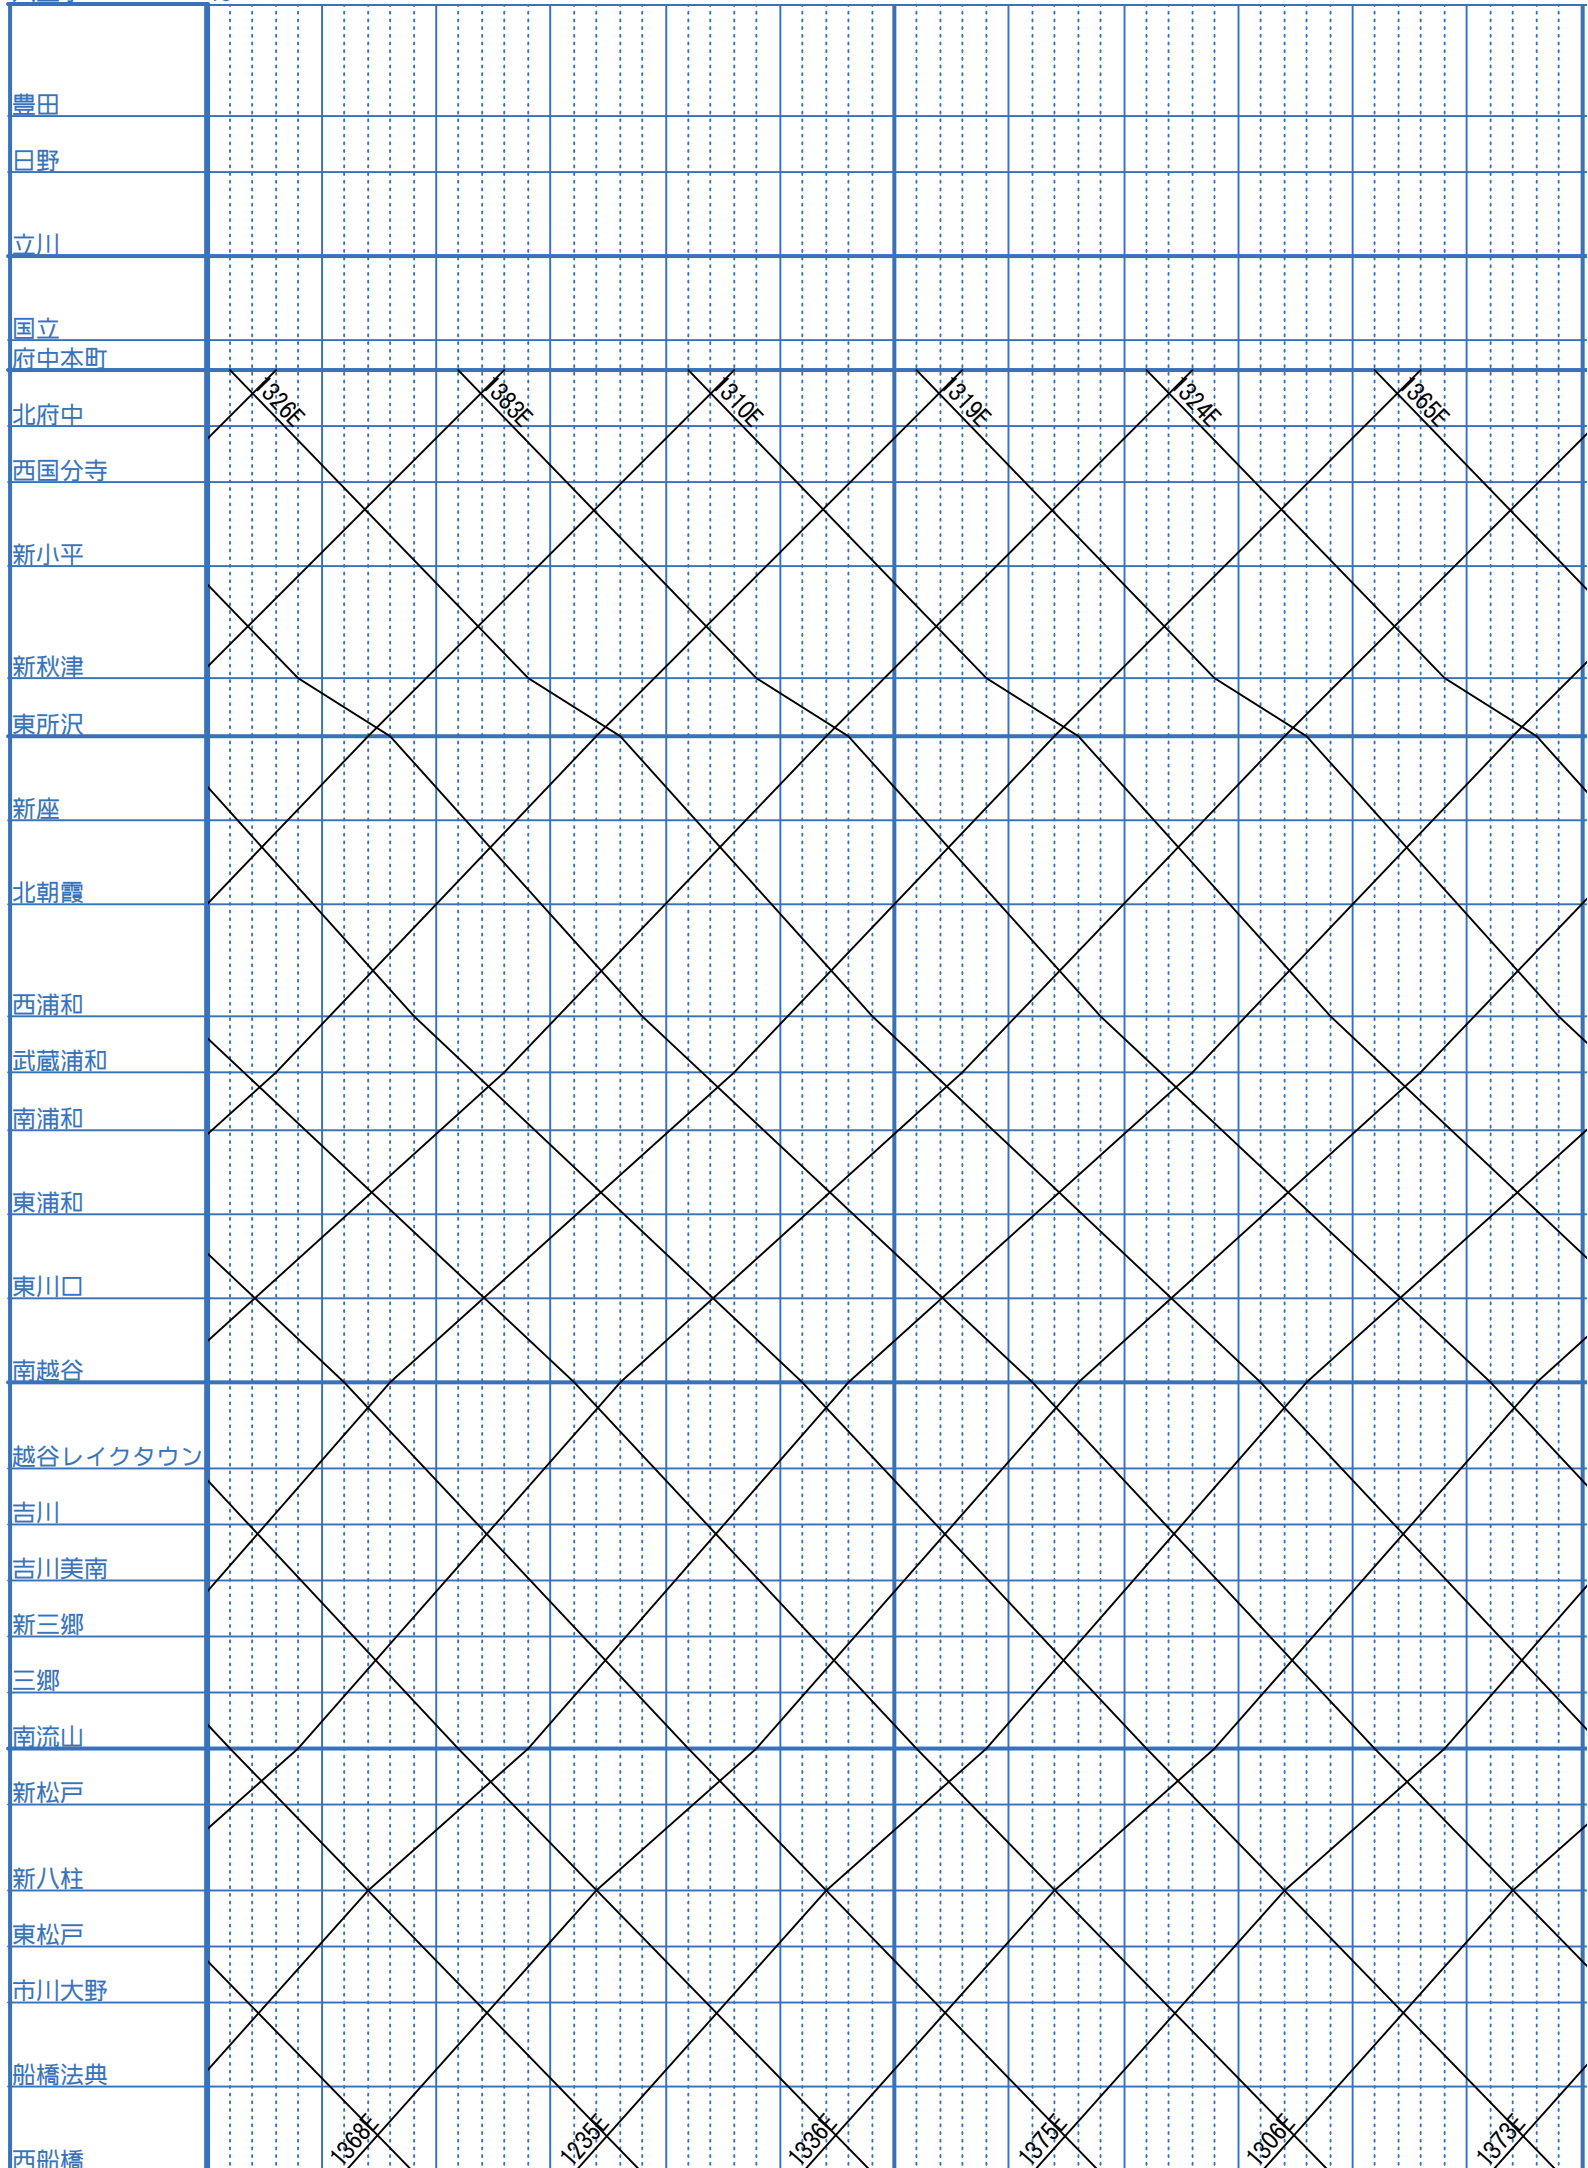 豊田
日野
立川
国立
府中本町
1326E
1383E
1310E
1319E
1324E
1365E
北府中
西国分寺
新小平
新秋津
東所沢
新座
北朝霞
西浦和
武蔵浦和
南浦和
東浦和
東川口
南越谷
越谷レイクタウン
吉川
吉川美南
新三郷
三郷
南流山
新松戸
新八柱
東松戸
市川大野
船橋法典
1368E
1235E
1336E
1375E
1306E
1373E
西船橋